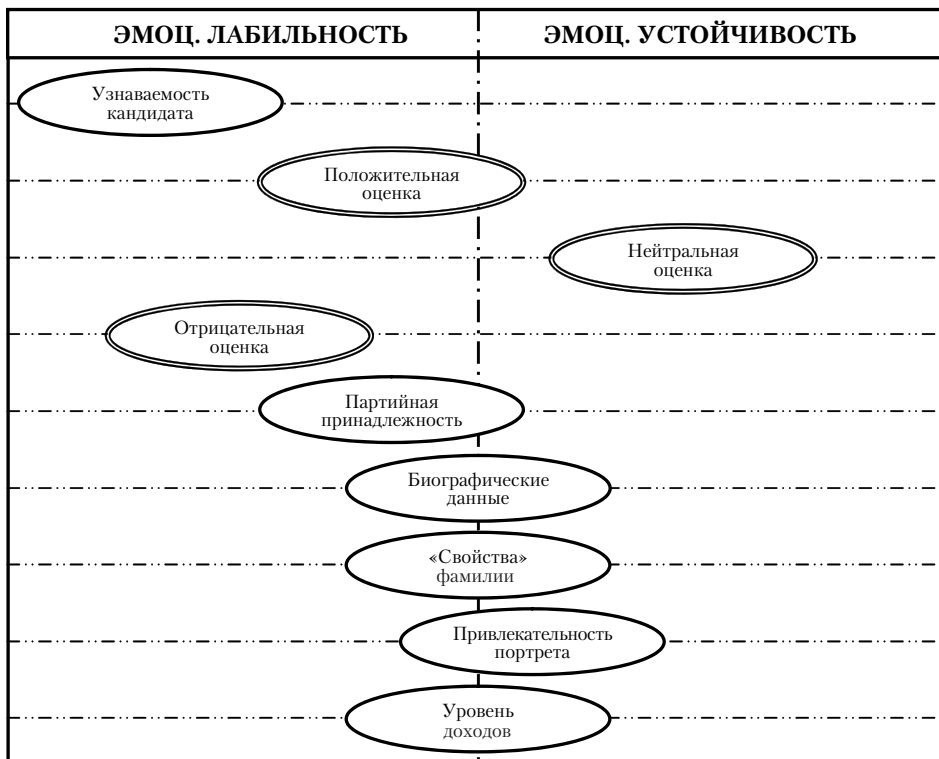 ЭМОЦ. ЛАБИЛЬНОСТЬ
ЭМОЦ. УСТОЙЧИВОСТЬ
Узнаваемость
кандидата
Положительная
оценка
Нейтральная
оценка
Отрицательная
оценка
Партийная
принадлежность
Биографические
данные
«Свойства»
фамилии
Привлекательность
портрета
Уровень
доходов